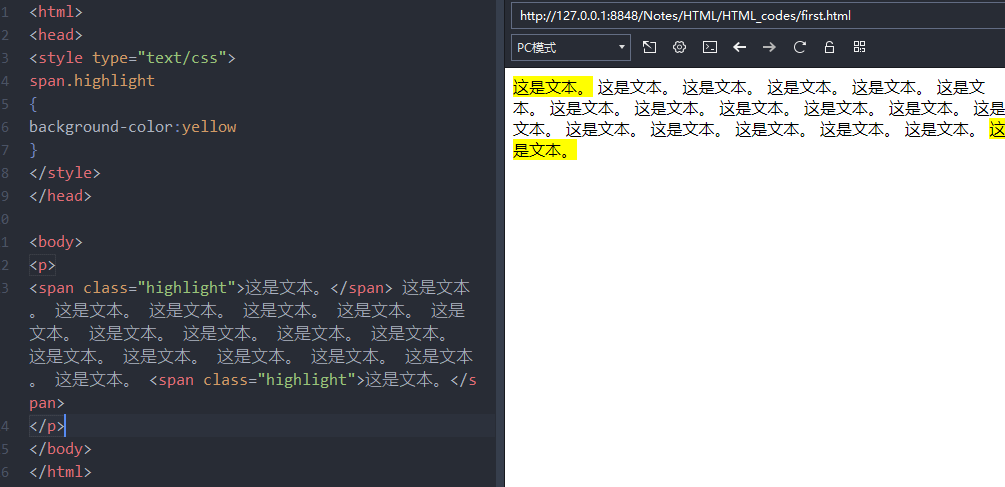 1 <html>
2 <head>
3 <style type="text/css">
4 span.highlight
5 {
6 background-color:yellow
7 }
8 </style>
9 </head>
0
1 <body>
2 <p>
3 <span class="highlight">这是文本。</span> 这是文本
。 这是文本。 这是文本。 这是文本。 这是文本。 这是
文本。 这是文本。 这是文本。 这是文本。 这是文本。
这是文本。 这是文本。 这是文本。 这是文本。 这是文本
。 这是文本。 <span class="highlight">这是文本。</s
pan>
4 </p>
5 </body>
6 </html>
http://127.0.0.1:8848/Notes/HTML/HTML_codes/first.html
PC模式
这是文本。 这是文本。 这是文本。 这是文本。 这是文本。 这是文
本。 这是文本。 这是文本。 这是文本。 这是文本。 这是文本。 这是
文本。 这是文本。 这是文本。 这是文本。 这是文本。 这是文本。 这
是文本。